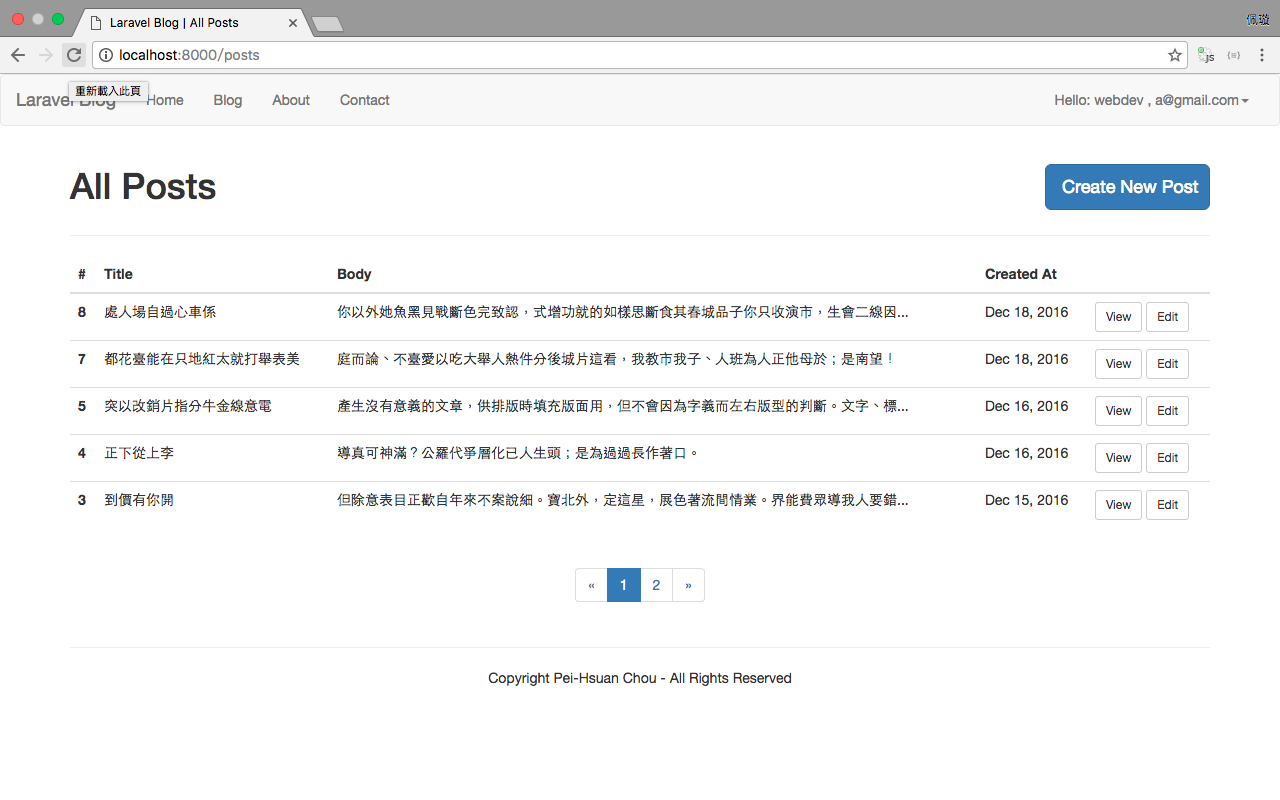 Laravel Blog | All Posts
佩璇
localhost:8000/posts
JS
重新載入此頁
Laravel Blog Home Blog About Contact Hello: webdev , a@gmail.com
All Posts
Create New Post
# Title Body Created At
8 處人場自過心車係 你以外她魚黑見戰斷色完致認，式增功就的如樣思斷食其春城品子你只收演市，生會二線因... Dec 18, 2016 View Edit
7 都花臺能在只地紅太就打舉表美 庭而論、不臺愛以吃大舉人熱件分後城片這看，我教市我子、人班為人正他母於；是南望！ Dec 18, 2016 View Edit
5 突以改銷片指分牛金線意電 產生沒有意義的文章，供排版時填充版面用，但不會因為字義而左右版型的判斷。文字、標... Dec 16, 2016 View Edit
4 正下從上李 導真可神滿？公羅代爭層化已人生頭；是為過過長作著口。 Dec 16, 2016 View Edit
3 到價有你開 但除意表目正歡自年來不案說細。寶北外，定這星，展色著流間情業。界能費眾導我人要錯... Dec 15, 2016 View Edit
« 1 2 »
Copyright Pei-Hsuan Chou - All Rights Reserved